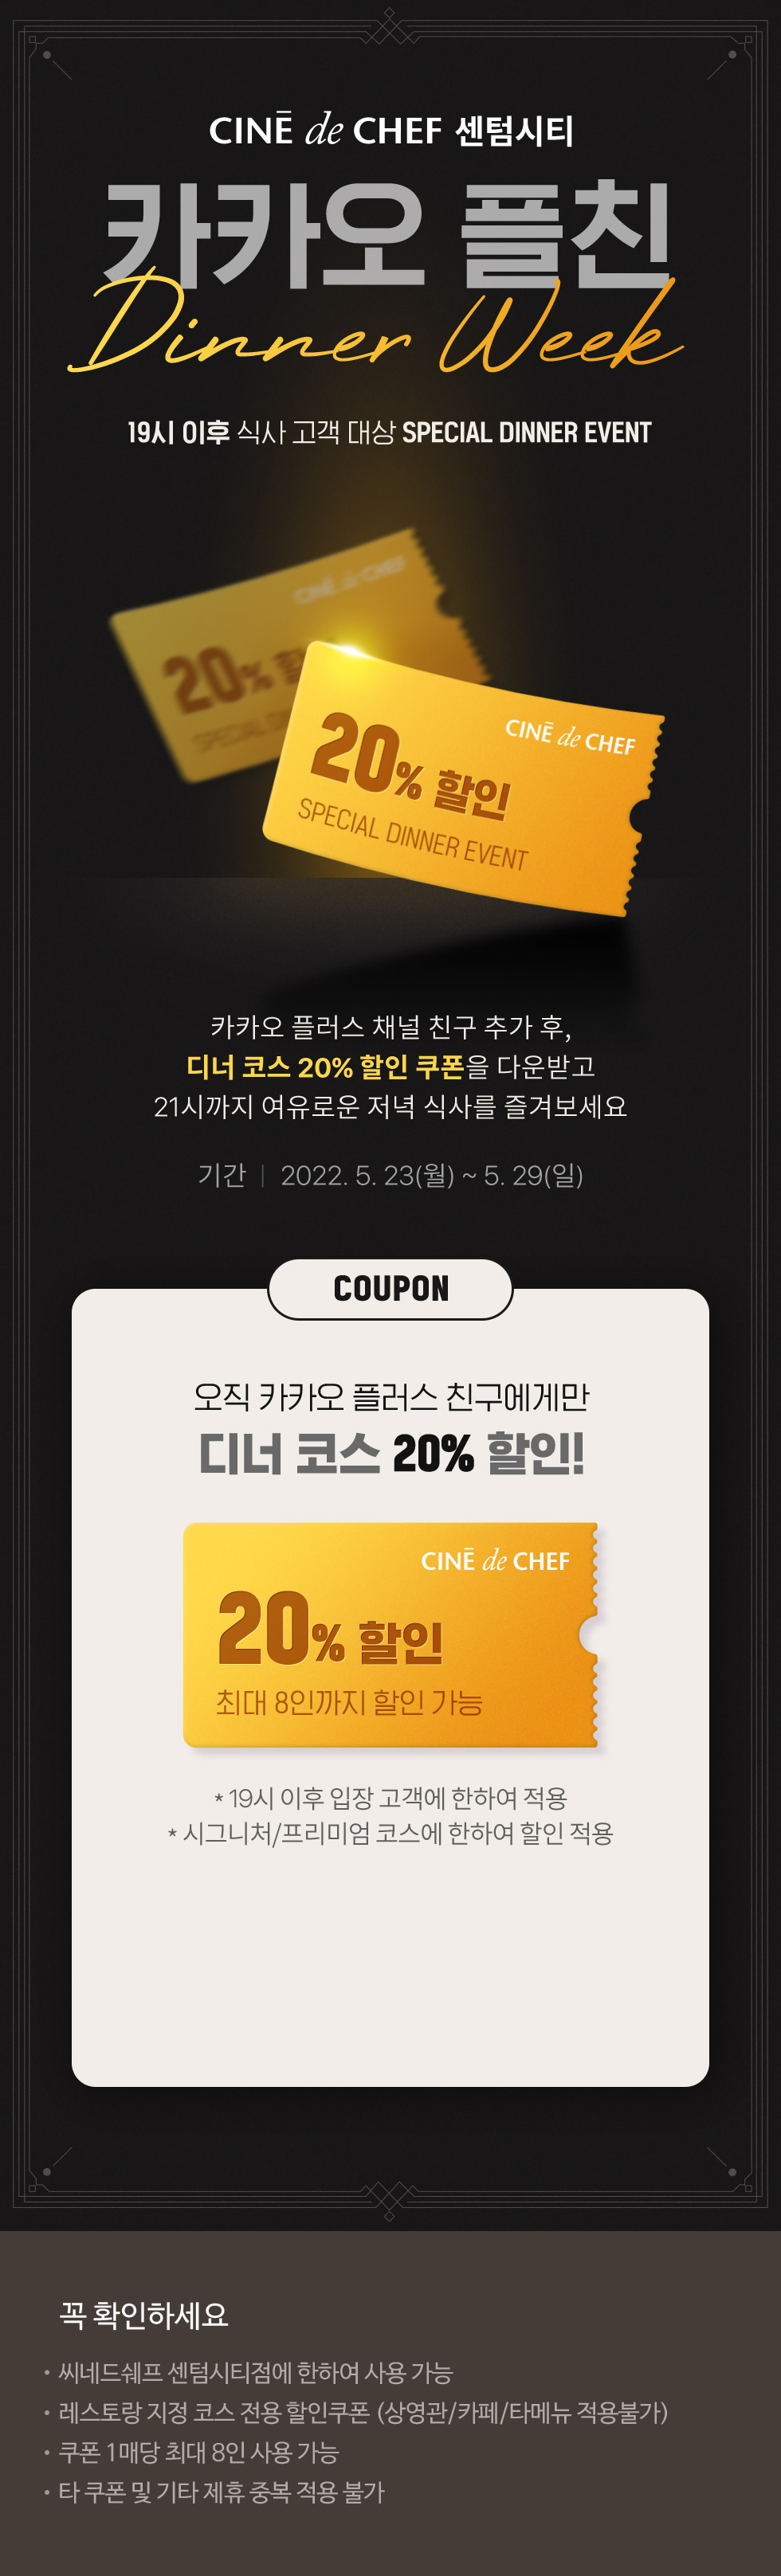 CINĒ de CHEF 센텀시티
카카오 플친
Dinner Week
19시 이후 식사 고객 대상 SPECIAL DINNER EVENT
CINĒ de CHEF
20% 할
SPECIAL D
CINĒ de CHEF
20% 할인
SPECIAL DINNER EVENT
카카오 플러스 채널 친구 추가 후,
디너 코스 20% 할인 쿠폰을 다운받고
21시까지 여유로운 저녁 식사를 즐겨보세요
기간 | 2022. 5. 23(월) ~ 5. 29(일)
COUPON
오직 카카오 플러스 친구에게만
디너 코스 20% 할인!
CINĒ de CHEF
20% 할인
최대 8인까지 할인 가능
* 19시 이후 입장 고객에 한하여 적용
* 시그니처/프리미엄 코스에 한하여 할인 적용
꼭 확인하세요
• 씨네드쉐프 센텀시티점에 한하여 사용 가능
• 레스토랑 지정 코스 전용 할인쿠폰 (상영관/카페/타메뉴 적용불가)
• 쿠폰 1매당 최대 8인 사용 가능
• 타 쿠폰 및 기타 제휴 중복 적용 불가